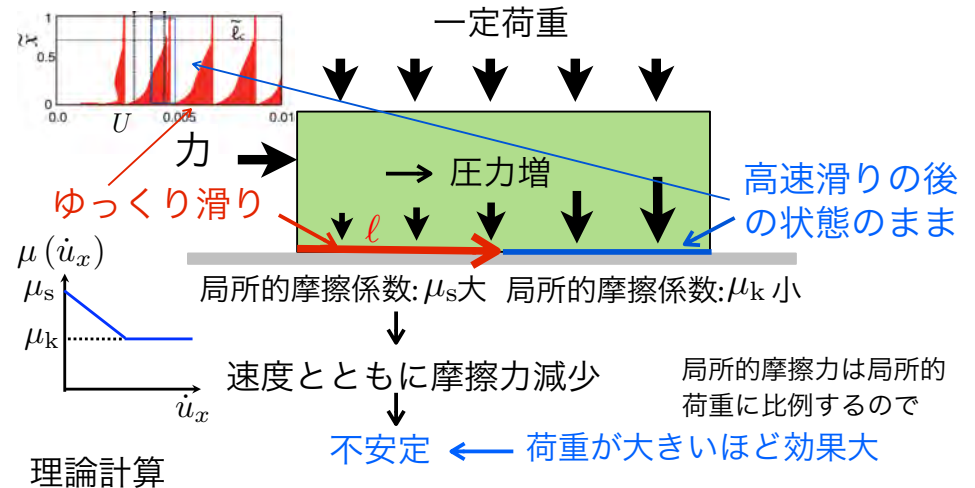 一定荷重
1
0.5
0
x̃
ℓ̃c
0.0
U
0.005
0.01
力
圧力増
ゆっくり滑り
ℓ
高速滑りの後
の状態のまま
μ(u̇x)
μs
μk
u̇x
局所的摩擦係数:μs大
局所的摩擦係数:μk 小
速度とともに摩擦力減少
局所的摩擦力は局所的
荷重に比例するので
不安定
荷重が大きいほど効果大
理論計算